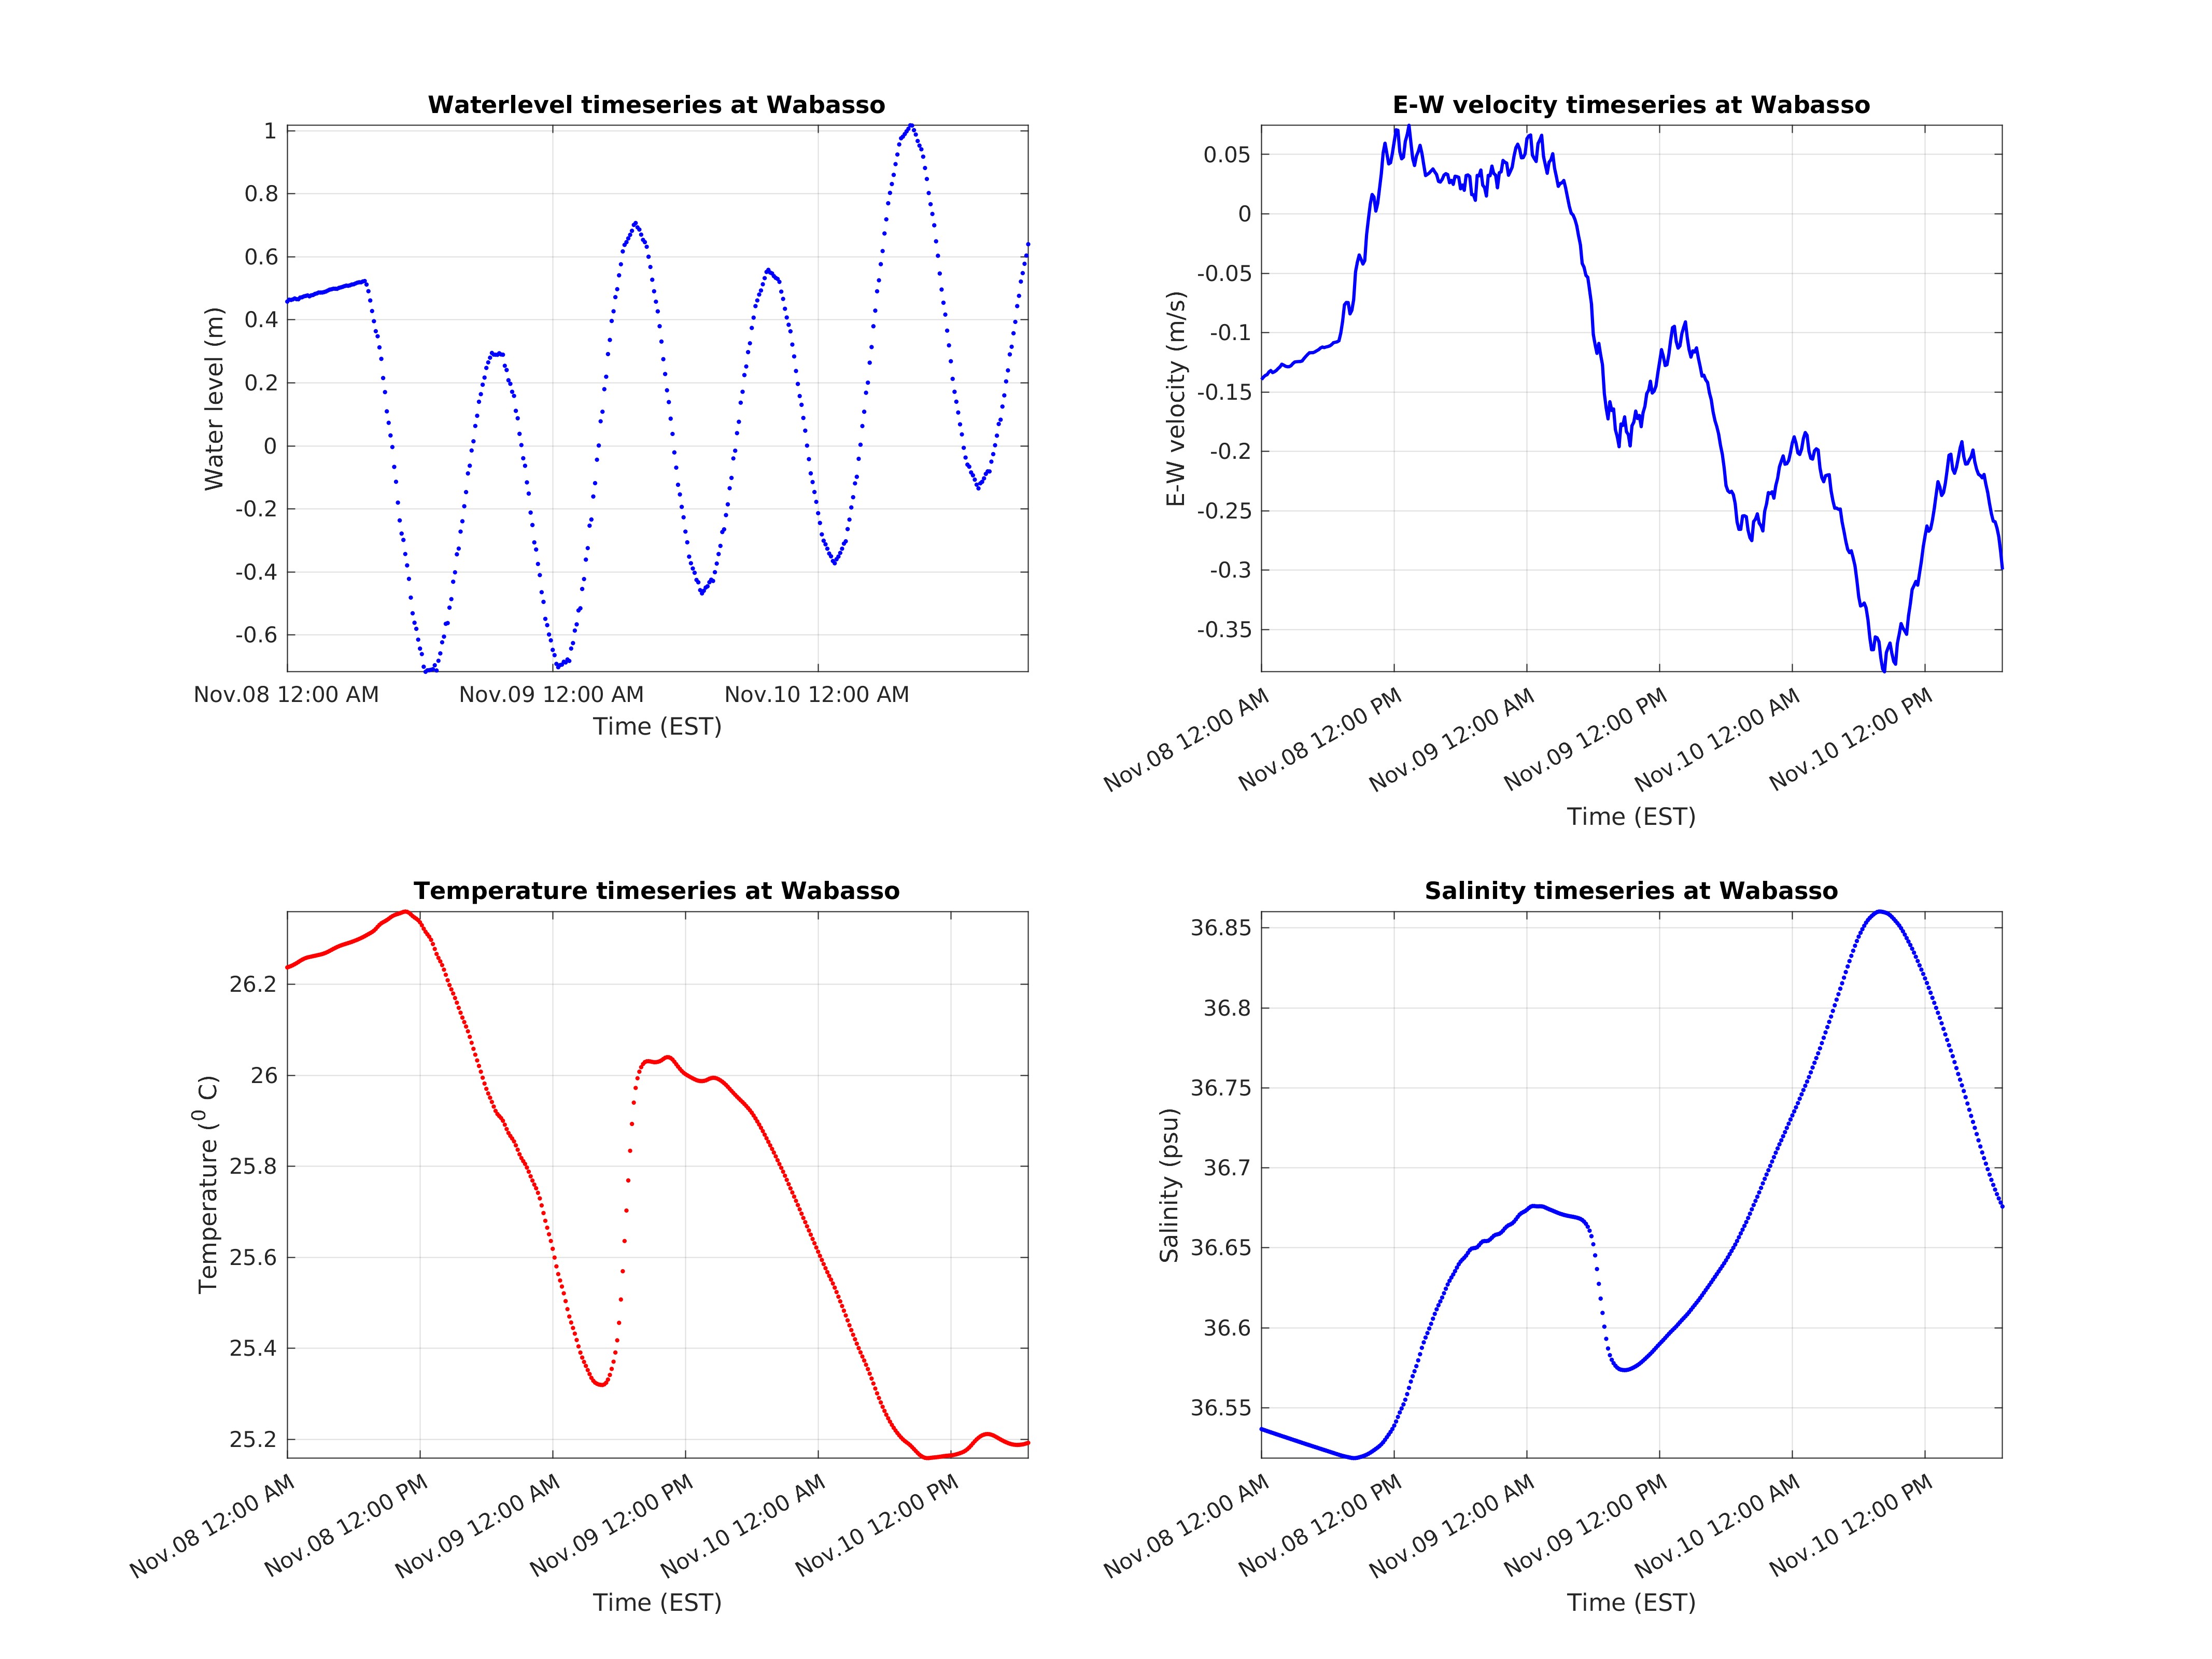 Waterlevel timeseries at Wabasso
1
0.8
0.6
0.4
0.2
0
-0.2
-0.4
-0.6
Water level (m)
Nov.08 12:00 AM
Nov.09 12:00 AM
Nov.10 12:00 AM
Time (EST)
E-W velocity timeseries at Wabasso
0.05
0
-0.05
-0.1
-0.15
-0.2
-0.25
-0.3
-0.35
E-W velocity (m/s)
Nov.08 12:00 AM
Nov.08 12:00 PM
Nov.09 12:00 AM
Nov.09 12:00 PM
Nov.10 12:00 AM
Nov.10 12:00 PM
Time (EST)
Temperature timeseries at Wabasso
26.2
26
25.8
25.6
25.4
25.2
Temperature (⁰ C)
Nov.08 12:00 AM
Nov.08 12:00 PM
Nov.09 12:00 AM
Nov.09 12:00 PM
Nov.10 12:00 AM
Nov.10 12:00 PM
Time (EST)
Salinity timeseries at Wabasso
36.85
36.8
36.75
36.7
36.65
36.6
36.55
Salinity (psu)
Nov.08 12:00 AM
Nov.08 12:00 PM
Nov.09 12:00 AM
Nov.09 12:00 PM
Nov.10 12:00 AM
Nov.10 12:00 PM
Time (EST)